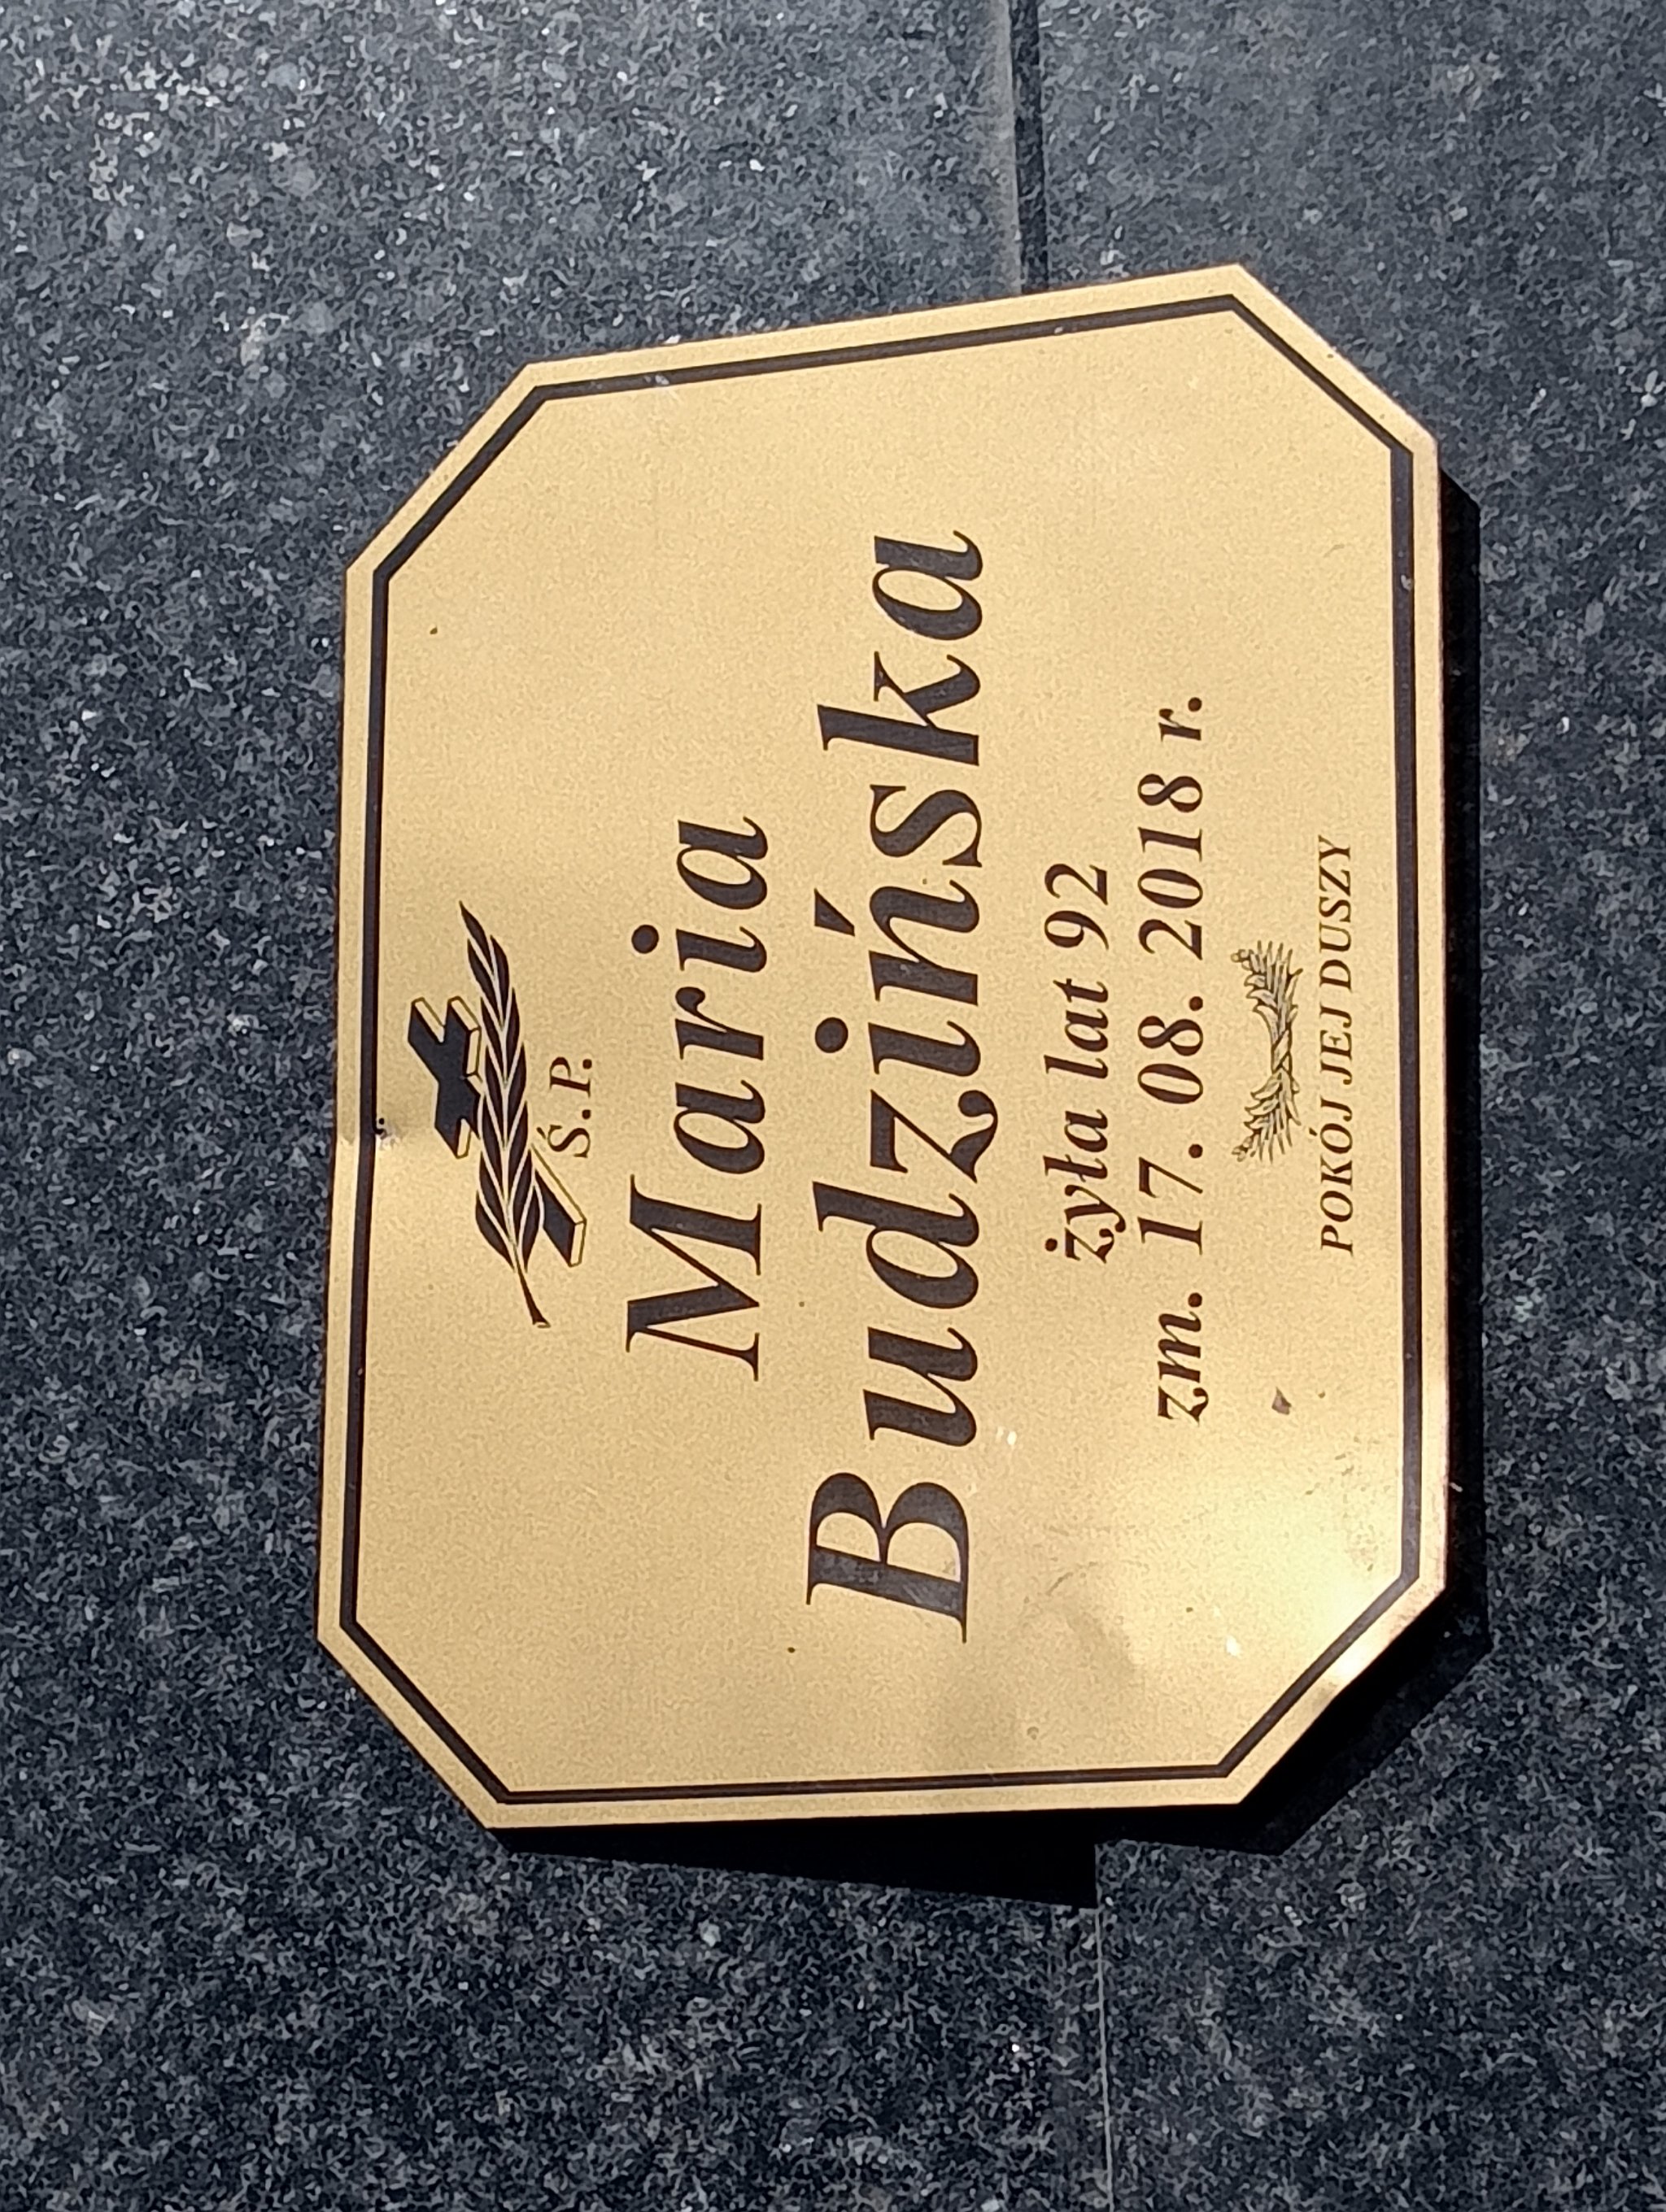 Ś.P.
Maria
Budzińska
żyła lat 92
zm. 17. 08. 2018 r.
POKÓJ JEJ DUSZY